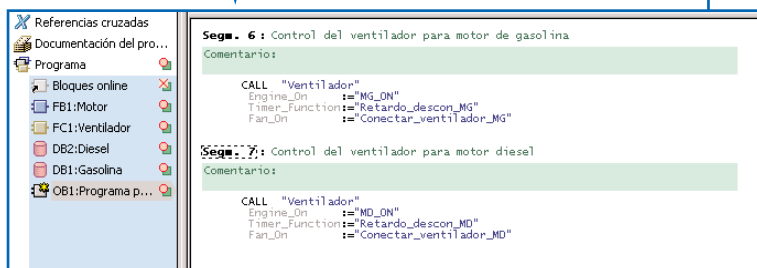 Referencias cruzadas
Documentación del pro...
Programa
Bloques online
FB1:Motor
FC1:Ventilador
DB2:Diesel
DB1:Gasolina
OB1:Programa p...
Segm. 6 : Control del ventilador para motor de gasolina
Comentario:
CALL "Ventilador"
Engine_On :="MG_ON"
Timer_Function:="Retardo_descon_MG"
Fan_On :="Conectar_ventilador_MG"
Segm. 7 : Control del ventilador para motor diesel
Comentario:
CALL "Ventilador"
Engine_On :="MD_ON"
Timer_Function:="Retardo_descon_MD"
Fan_On :="Conectar_ventilador_MD"